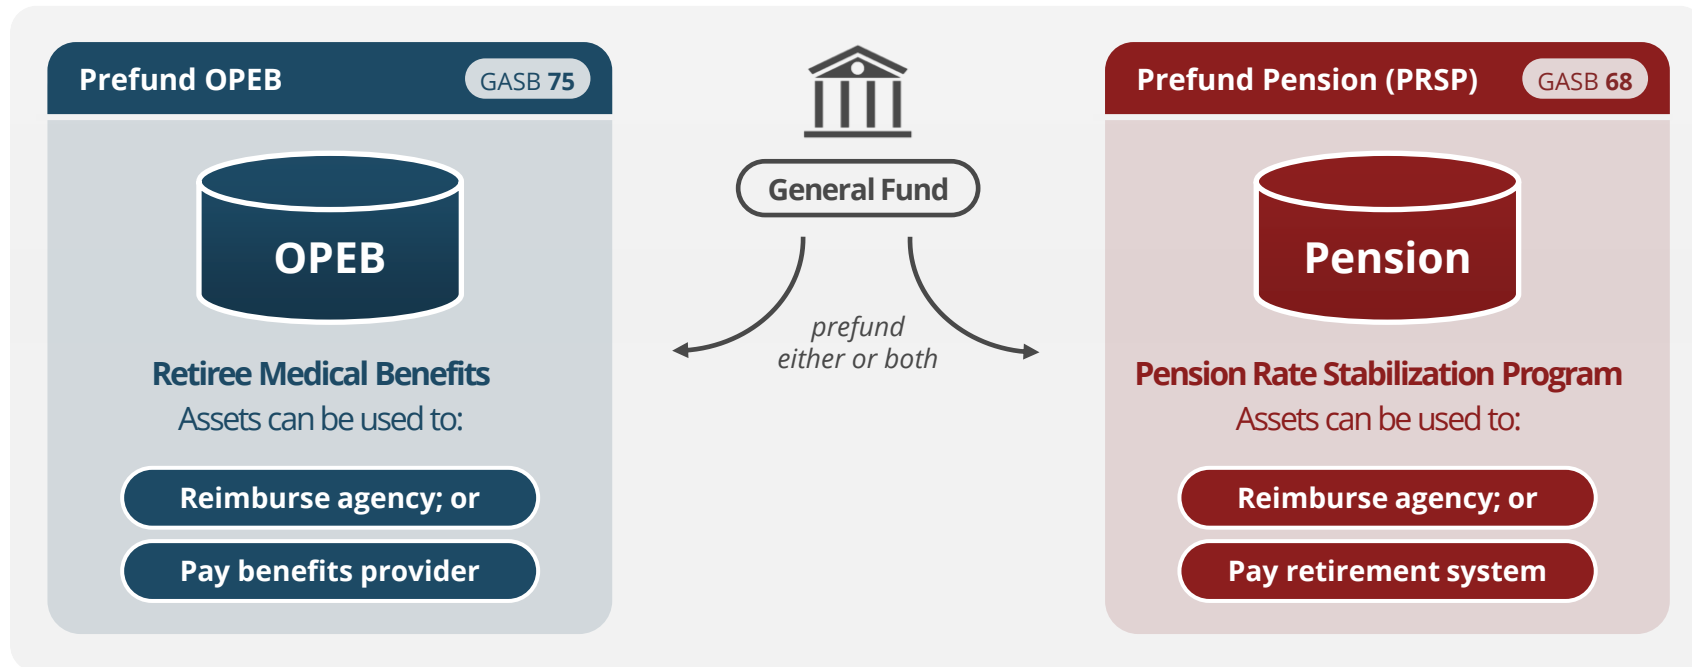 Prefund OPEB
GASB 75
OPEB
Retiree Medical Benefits
Assets can be used to:
Reimburse agency; or
Pay benefits provider
General Fund
prefund
either or both
Prefund Pension (PRSP)
GASB 68
Pension
Pension Rate Stabilization Program
Assets can be used to:
Reimburse agency; or
Pay retirement system